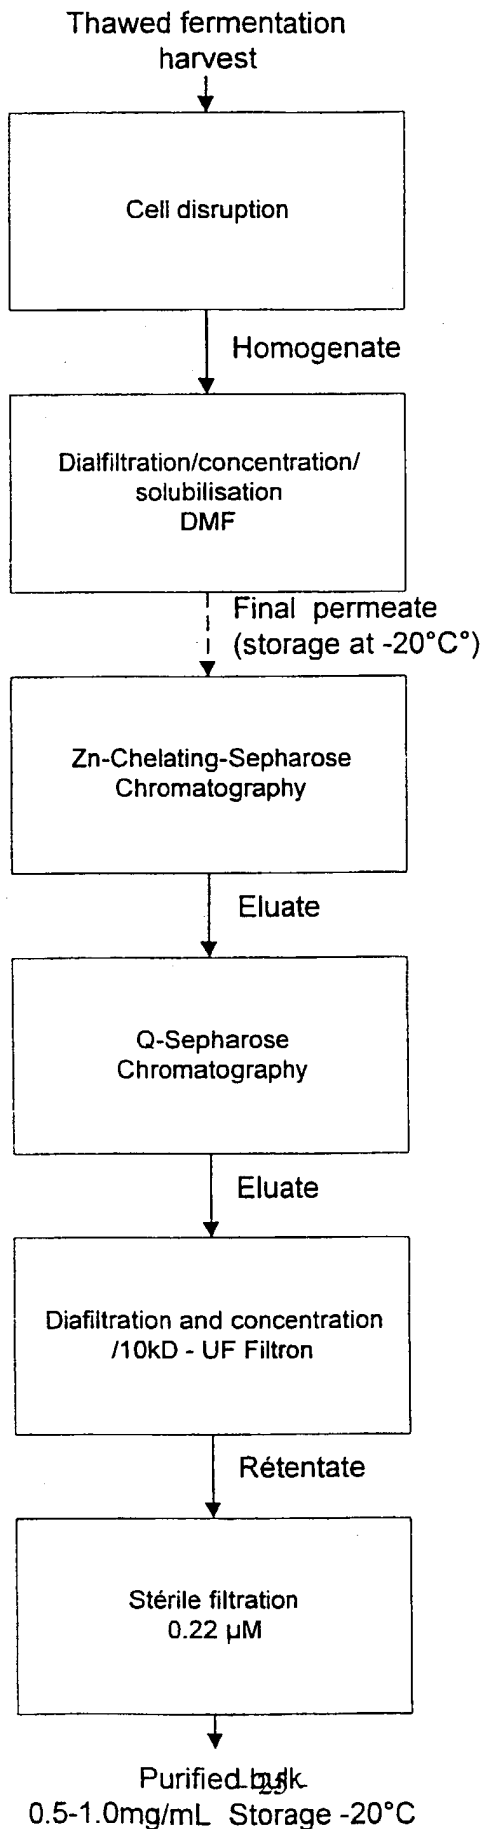 Thawed fermentation
harvest
Cell disruption
Homogenate
Dialfiltration/concentration/
solubilisation
DMF
Final permeate
(storage at -20°C°)
Zn-Chelating-Sepharose
Chromatography
Eluate
Q-Sepharose
Chromatography
Eluate
Diafiltration and concentration
/10kD - UF Filtron
Rétentate
Stérile filtration
0.22 µM
Purified bulk
- 25 -
0.5-1.0mg/mL Storage -20°C